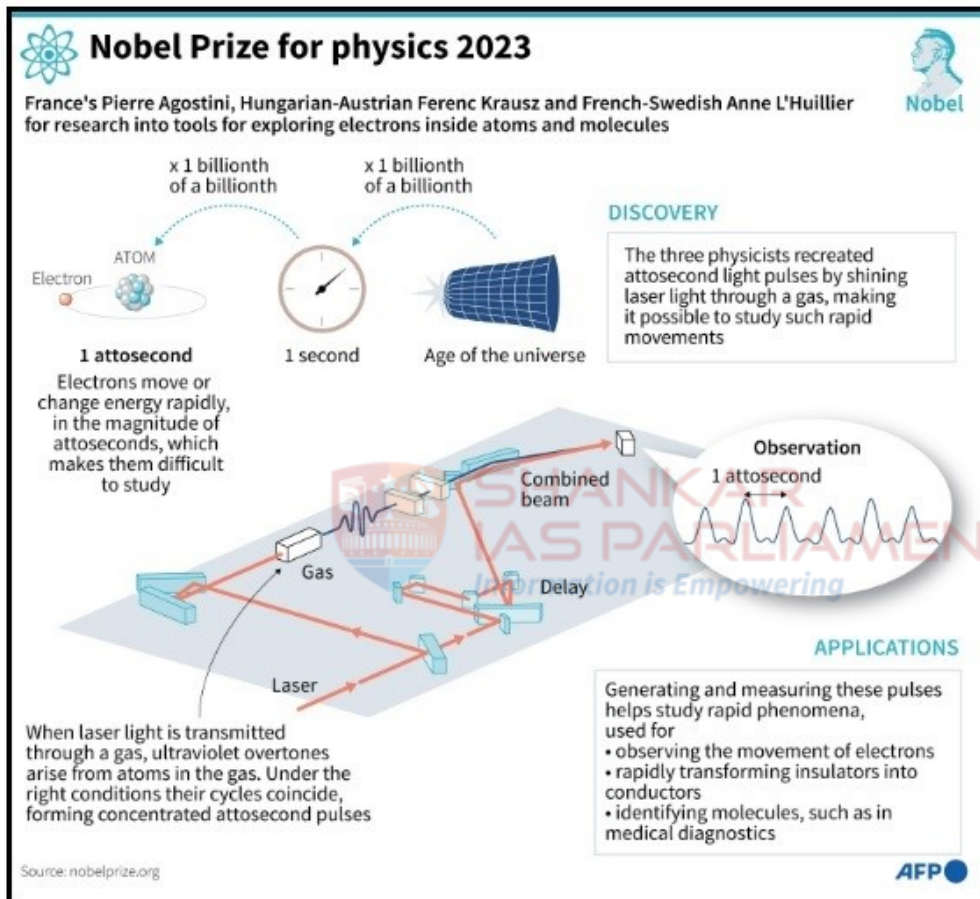 Nobel Prize for physics 2023
Nobel
France's Pierre Agostini, Hungarian-Austrian Ferenc Krausz and French-Swedish Anne L'Huillier
for research into tools for exploring electrons inside atoms and molecules
x 1 billionth
of a billionth
x 1 billionth
of a billionth
Electron
ATOM
1 attosecond
Electrons move or
change energy rapidly,
in the magnitude of
attoseconds, which
makes them difficult
to study
1 second
Age of the universe
DISCOVERY
The three physicists recreated
attosecond light pulses by shining
laser light through a gas, making
it possible to study such rapid
movements
Observation
1 attosecond
Combined
beam
Gas
Delay
Laser
SHANKAR
IAS PARLIAMEN
Information is Empowering
When laser light is transmitted
through a gas, ultraviolet overtones
arise from atoms in the gas. Under the
right conditions their cycles coincide,
forming concentrated attosecond pulses
APPLICATIONS
Generating and measuring these pulses
helps study rapid phenomena,
used for
• observing the movement of electrons
• rapidly transforming insulators into
conductors
• identifying molecules, such as in
medical diagnostics
Source: nobelprize.org
AFP